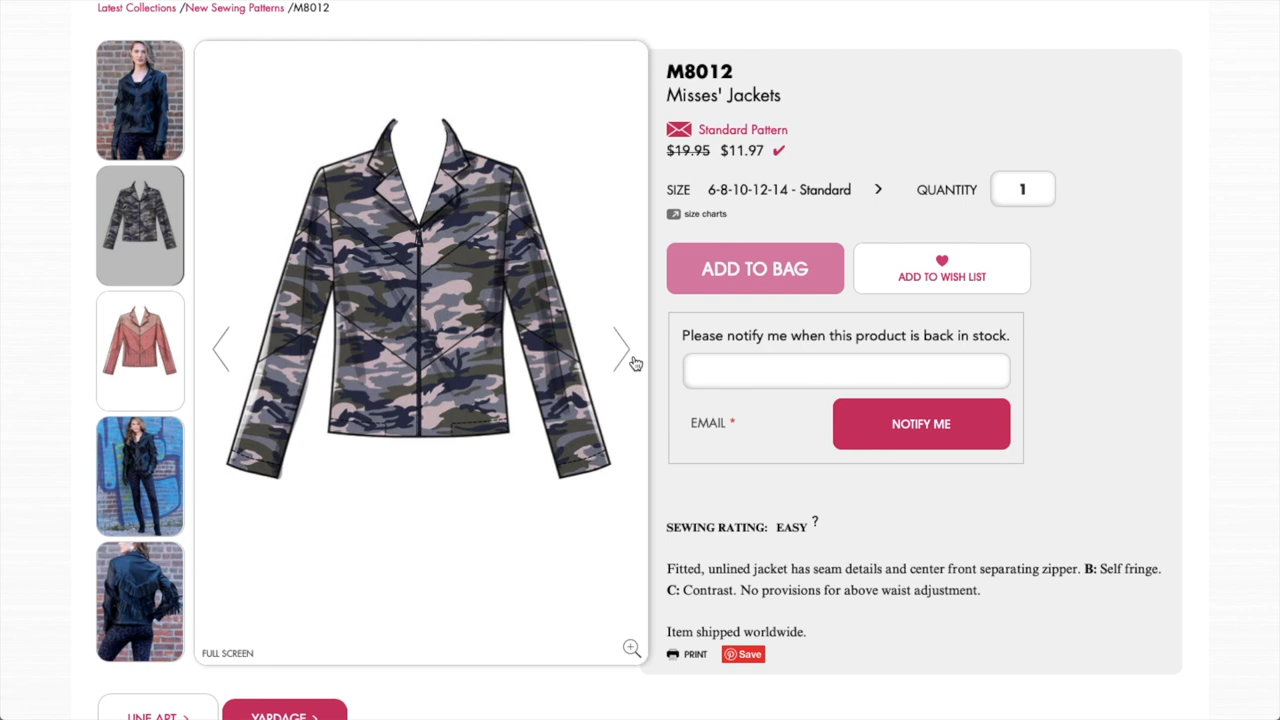 Latest Collections /New Sewing Patterns /M8012
M8012
Misses' Jackets
Standard Pattern
$19.95 $11.97
SIZE 6-8-10-12-14 - Standard > QUANTITY 1
size charts
ADD TO BAG
ADD TO WISH LIST
Please notify me when this product is back in stock.
EMAIL *
NOTIFY ME
SEWING RATING: EASY ?
Fitted, unlined jacket has seam details and center front separating zipper. B: Self fringe.
C: Contrast. No provisions for above waist adjustment.
Item shipped worldwide.
PRINT Save
FULL SCREEN
LINE ART > YARDAGE >